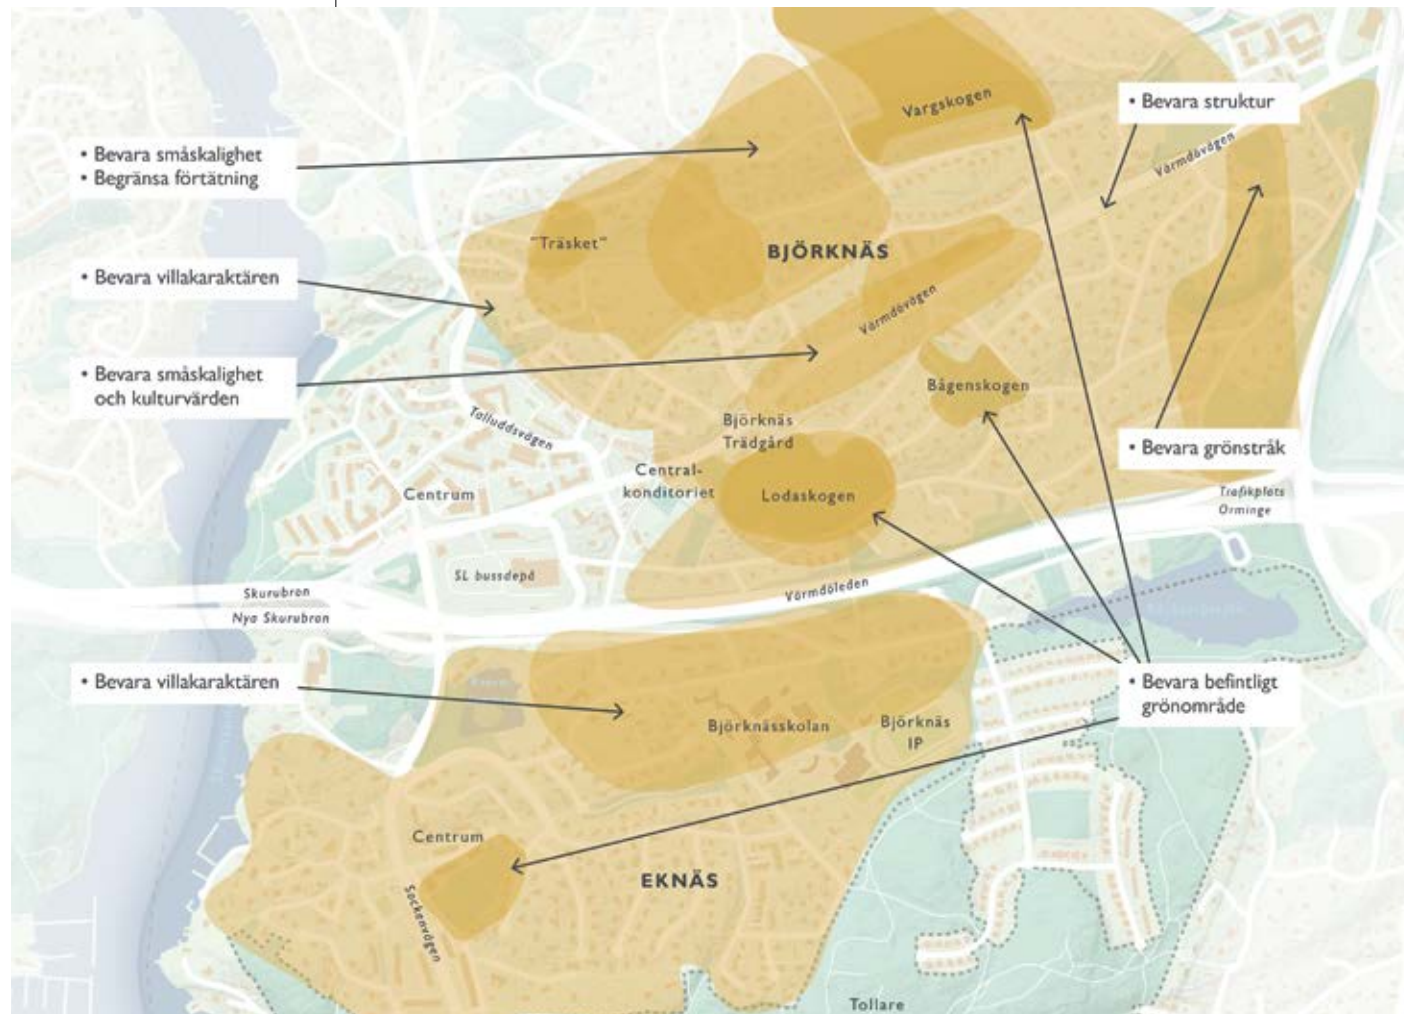 Vargskogen
• Bevara struktur
Värmdövägen
• Bevara småskalighet
• Begränsa förtätning
"Träsket"
BJÖRKNÄS
• Bevara villakaraktären
Värmdövägen
• Bevara småskalighet
och kulturvärden
Bågenskogen
Talluddsvägen
Björknäs
Trädgård
• Bevara grönstråk
Central-
konditoriet
Centrum
Lodaskogen
Trafikplats
Orminge
SL bussdepå
Värmdöleden
Skurubron
Nya Skurubron
• Bevara villakaraktären
• Bevara befintligt
grönområde
Björknässkolan
Björknäs
IP
Centrum
EKNÄS
Sockenvägen
Tollare